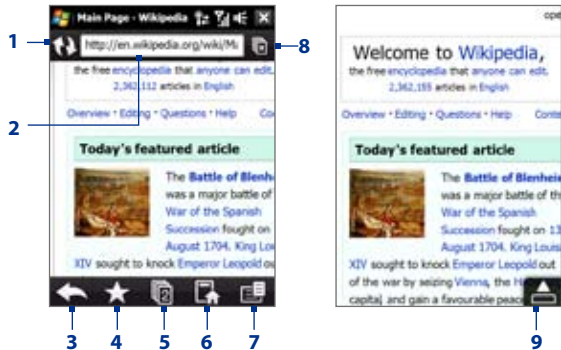 Main Page - Wikipedia
1
http://en.wikipedia.org/wiki/M
8
the free encyclopedia that anyone can edit.
2,362,112 articles in English
2
Overview · Editing · Questions · Help
Today's featured article
The Battle of Blenh
was a major battle of
War of the Spanish
Succession fought on
August 1704. King Lo
XIV sought to knock Emperor Leopold ou
2
3
4
5
6
7
ope
Welcome to Wikipedia,
the free encyclopedia that anyone can edit.
2,362,155 articles in English
Overview · Editing · Questions · Help Conte
Today's featured article
The Battle of Blenhei
was a major battle of th
War of the Spanish
Succession fought on 13
August 1704. King Louis
XIV sought to knock Emperor Leopold out
of the war by seizing Vienna, the H
capital, and gain a favourable peace
9